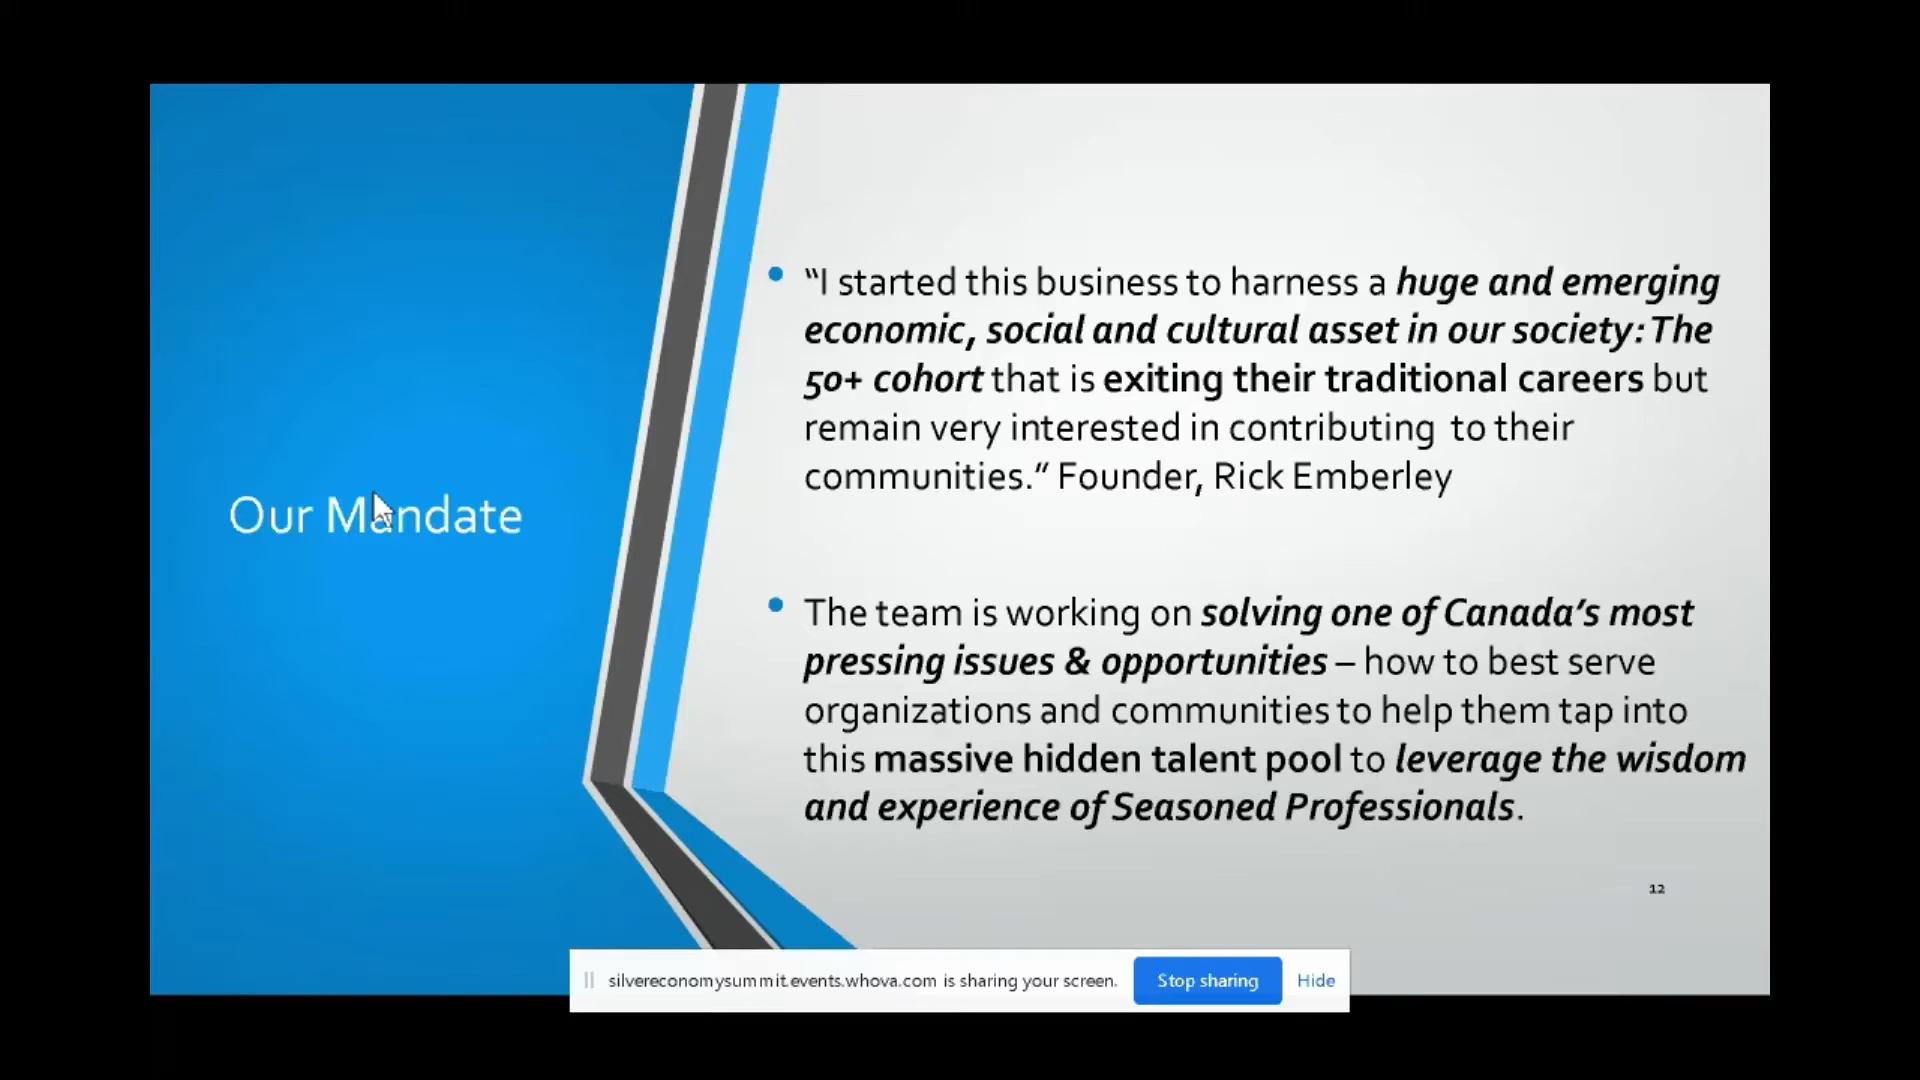 Our Mandate
“I started this business to harness a huge and emerging
economic, social and cultural asset in our society: The
50+ cohort that is exiting their traditional careers but
remain very interested in contributing to their
communities.” Founder, Rick Emberley
The team is working on solving one of Canada’s most
pressing issues & opportunities – how to best serve
organizations and communities to help them tap into
this massive hidden talent pool to leverage the wisdom
and experience of Seasoned Professionals.
12
silvereconomysummit.events.whova.com is sharing your screen.
Stop sharing
Hide